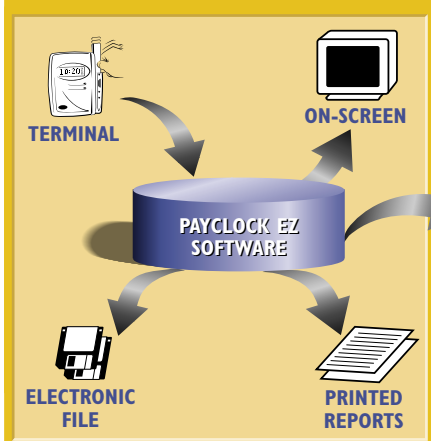 10:20
TERMINAL
ON-SCREEN
PAYCLOCK EZ
SOFTWARE
ELECTRONIC
FILE
PRINTED
REPORTS